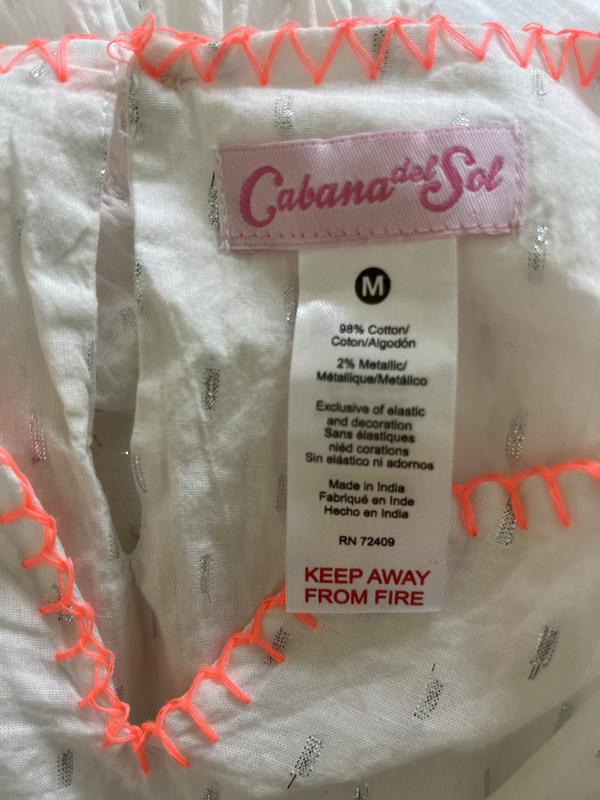 Cabana del Sol
M
98% Cotton/
Coton/Algodón
2% Metallic/
Métallique/Metálico
Exclusive of elastic
and decoration
Sans élastiques
niéd corations
Sin elástico ni adornos
Made in India
Fabriqué en Inde
Hecho en India
RN 72409
KEEP AWAY
FROM FIRE